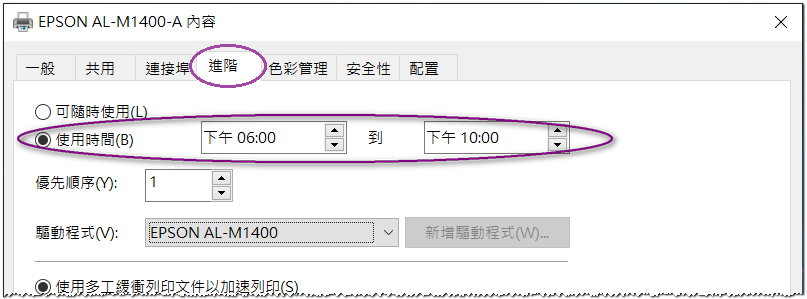 EPSON AL-M1400-A 內容
一般 共用 連接埠 進階 色彩管理 安全性 配置
可隨時使用(L)
使用時間(B) 下午 06:00 到 下午 10:00
優先順序(Y): 1
驅動程式(V): EPSON AL-M1400 新增驅動程式(W)...
使用多工緩衝列印文件以加速列印(S)